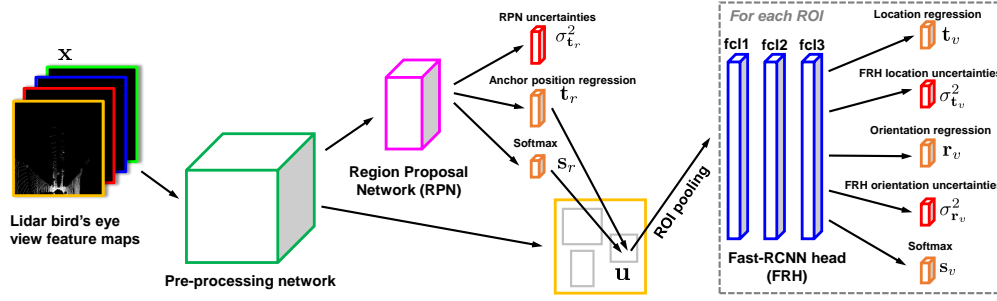 x
Lidar bird's eye
view feature maps
Pre-processing network
Region Proposal
Network (RPN)
RPN uncertainties
σ²_{t_r}
Anchor position regression
t_r
Softmax
s_r
u
ROI pooling
For each ROI
fcl1 fcl2 fcl3
Fast-RCNN head
(FRH)
Location regression
t_v
FRH location uncertainties
σ²_{t_v}
Orientation regression
r_v
FRH orientation uncertainties
σ²_{r_v}
Softmax
s_v